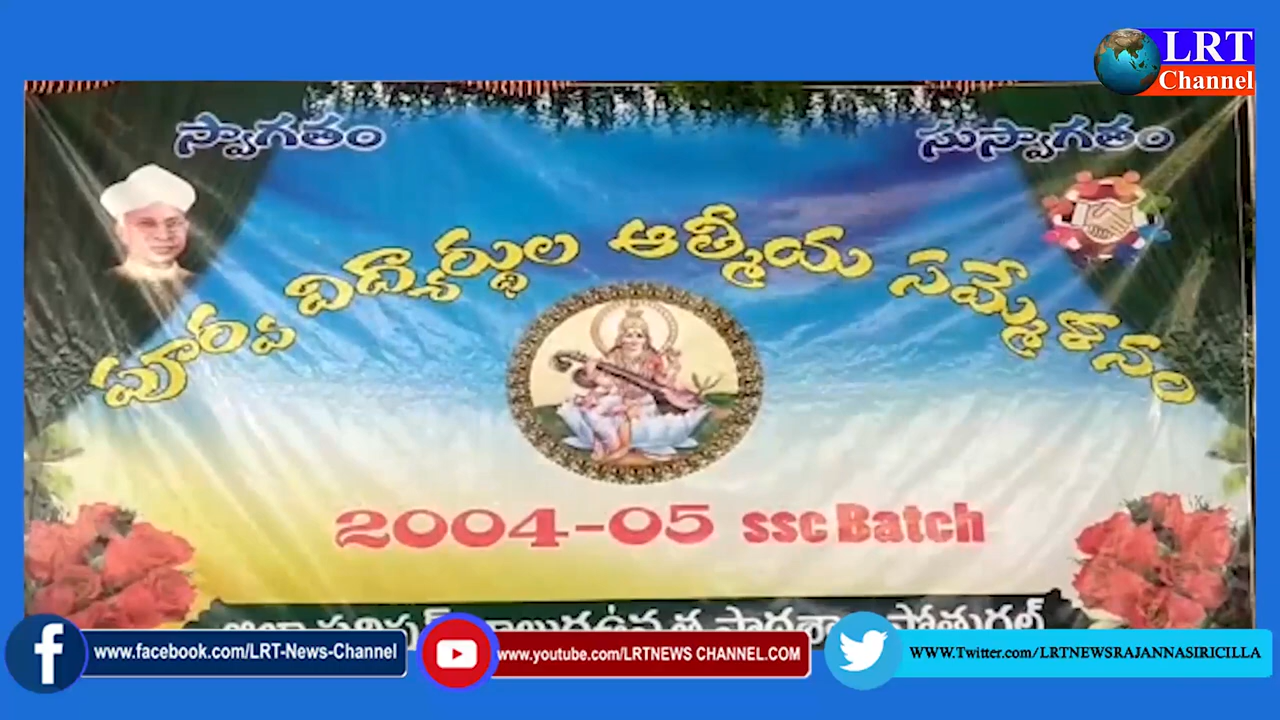 LRT
Channel
స్వాగతం
సుస్వాగతం
పూర్వ విద్యార్థుల ఆత్మీయ సమ్మేళనం
2004-05 ssc Batch
www.facebook.com/LRT-News-Channel
www.youtube.com/LRTNEWS CHANNEL.COM
www.Twitter.com/LRTNEWSRAJANNASIRICILLA